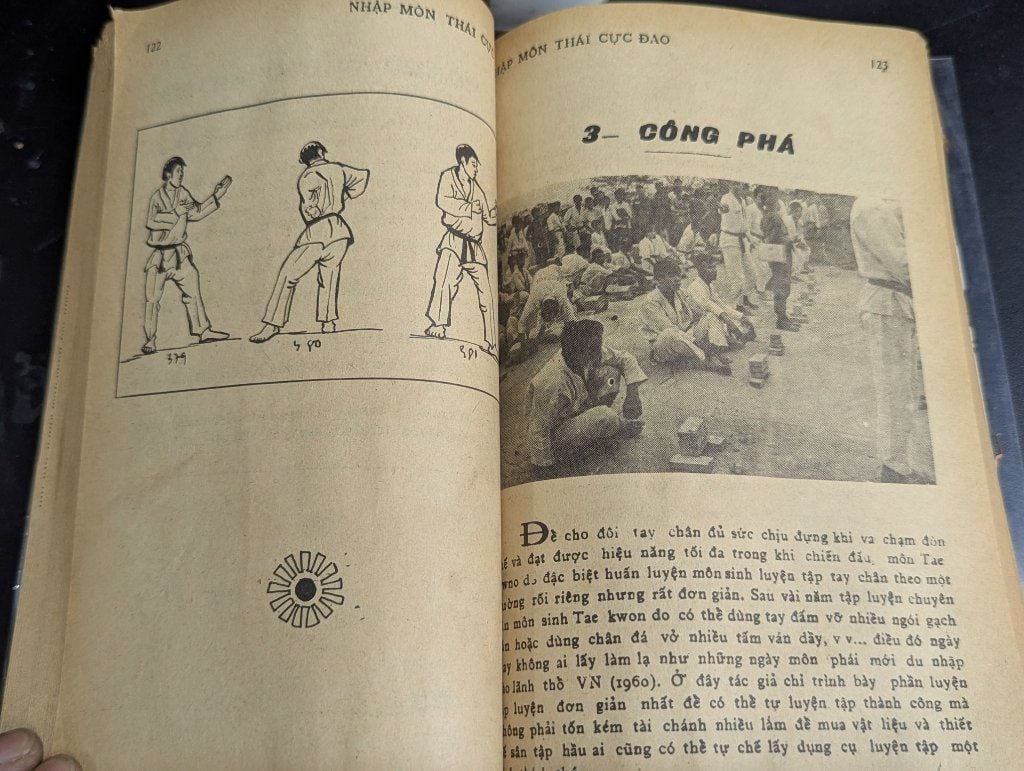 122
NHẬP MÔN THÁI CỰC
379
380
381
NHẬP MÔN THÁI CỰC ĐẠO
123
3– CÔNG PHÁ
Để cho đôi tay chân đủ sức chịu đựng khi va chạm đòn
và đạt được hiệu năng tối đa trong khi chiến đấu, môn Tae
do đặc biệt huấn luyện môn sinh luyện tập tay chân theo một
rối riêng nhưng rất đơn giản. Sau vài năm tập luyện chuyên
môn sinh Tae kwon do có thể dùng tay đấm vỡ nhiều ngói gạch
hoặc dùng chân đá vở nhiều tấm ván dầy, v v... điều đó ngày
không ai lấy làm lạ như những ngày môn phái mới du nhập
lãnh thổ VN (1960). Ở đây tác giả chỉ trình bày phần luyện
luyện đơn giản nhất để có thể tự luyện tập thành công mà
phải tốn kém tài chánh nhiều lắm để mua vật liệu và thiết
sân tập hầu ai cũng có thể tự chế lấy dụng cụ luyện tập một